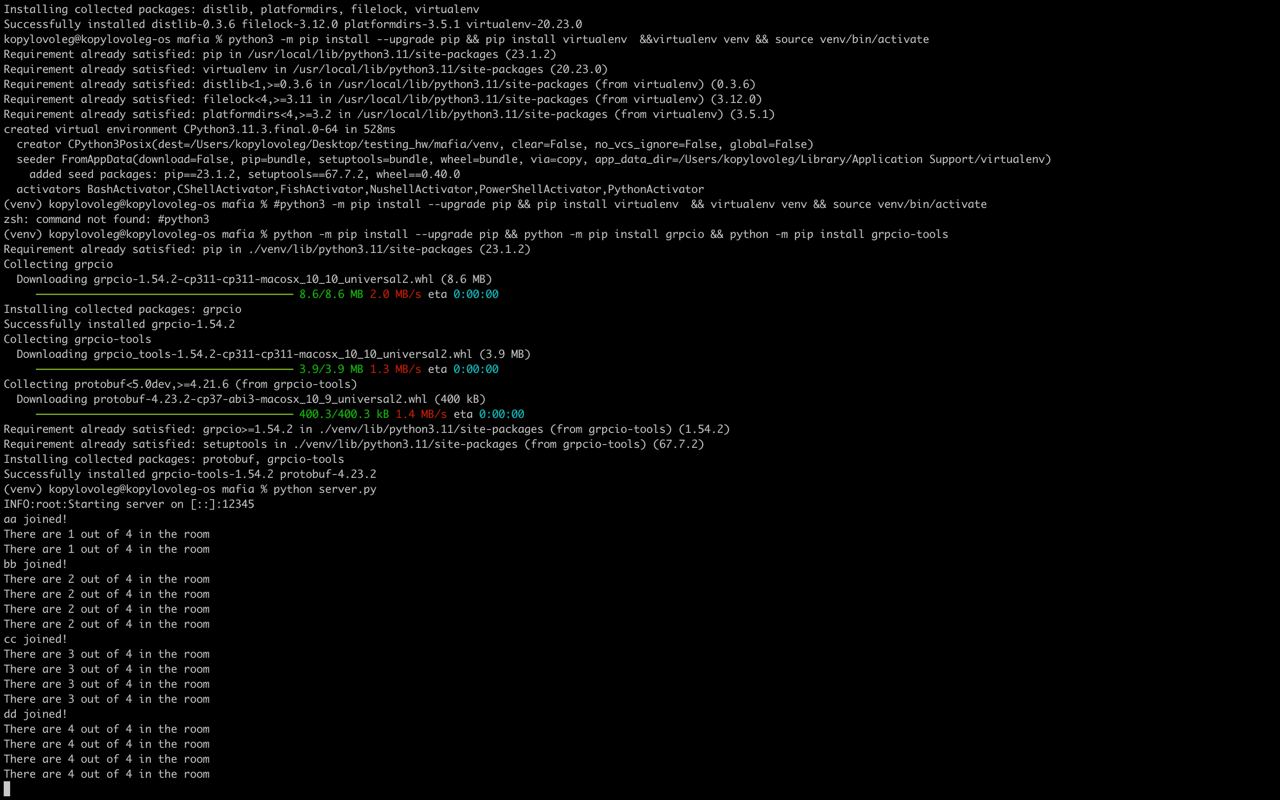 Installing collected packages: distlib, platformdirs, filelock, virtualenv
Successfully installed distlib-0.3.6 filelock-3.12.0 platformdirs-3.5.1 virtualenv-20.23.0
kopylovoleg@kopylovoleg-os mafia % python3 -m pip install --upgrade pip && pip install virtualenv  &&virtualenv venv && source venv/bin/activate
Requirement already satisfied: pip in /usr/local/lib/python3.11/site-packages (23.1.2)
Requirement already satisfied: virtualenv in /usr/local/lib/python3.11/site-packages (20.23.0)
Requirement already satisfied: distlib<1,>=0.3.6 in /usr/local/lib/python3.11/site-packages (from virtualenv) (0.3.6)
Requirement already satisfied: filelock<4,>=3.11 in /usr/local/lib/python3.11/site-packages (from virtualenv) (3.12.0)
Requirement already satisfied: platformdirs<4,>=3.2 in /usr/local/lib/python3.11/site-packages (from virtualenv) (3.5.1)
created virtual environment CPython3.11.3.final.0-64 in 528ms
  creator CPython3Posix(dest=/Users/kopylovoleg/Desktop/testing_hw/mafia/venv, clear=False, no_vcs_ignore=False, global=False)
  seeder FromAppData(download=False, pip=bundle, setuptools=bundle, wheel=bundle, via=copy, app_data_dir=/Users/kopylovoleg/Library/Application Support/virtualenv)
    added seed packages: pip==23.1.2, setuptools==67.7.2, wheel==0.40.0
  activators BashActivator,CShellActivator,FishActivator,NushellActivator,PowerShellActivator,PythonActivator
(venv) kopylovoleg@kopylovoleg-os mafia % #python3 -m pip install --upgrade pip && pip install virtualenv  && virtualenv venv && source venv/bin/activate
zsh: command not found: #python3
(venv) kopylovoleg@kopylovoleg-os mafia % python -m pip install --upgrade pip && python -m pip install grpcio && python -m pip install grpcio-tools
Requirement already satisfied: pip in ./venv/lib/python3.11/site-packages (23.1.2)
Collecting grpcio
  Downloading grpcio-1.54.2-cp311-cp311-macosx_10_10_universal2.whl (8.6 MB)
8.6/8.6 MB 2.0 MB/s eta 0:00:00
Installing collected packages: grpcio
Successfully installed grpcio-1.54.2
Collecting grpcio-tools
  Downloading grpcio_tools-1.54.2-cp311-cp311-macosx_10_10_universal2.whl (3.9 MB)
3.9/3.9 MB 1.3 MB/s eta 0:00:00
Collecting protobuf<5.0dev,>=4.21.6 (from grpcio-tools)
  Downloading protobuf-4.23.2-cp37-abi3-macosx_10_9_universal2.whl (400 kB)
400.3/400.3 kB 1.4 MB/s eta 0:00:00
Requirement already satisfied: grpcio>=1.54.2 in ./venv/lib/python3.11/site-packages (from grpcio-tools) (1.54.2)
Requirement already satisfied: setuptools in ./venv/lib/python3.11/site-packages (from grpcio-tools) (67.7.2)
Installing collected packages: protobuf, grpcio-tools
Successfully installed grpcio-tools-1.54.2 protobuf-4.23.2
(venv) kopylovoleg@kopylovoleg-os mafia % python server.py
INFO:root:Starting server on [::]:12345
aa joined!
There are 1 out of 4 in the room
There are 1 out of 4 in the room
bb joined!
There are 2 out of 4 in the room
There are 2 out of 4 in the room
There are 2 out of 4 in the room
There are 2 out of 4 in the room
cc joined!
There are 3 out of 4 in the room
There are 3 out of 4 in the room
There are 3 out of 4 in the room
There are 3 out of 4 in the room
dd joined!
There are 4 out of 4 in the room
There are 4 out of 4 in the room
There are 4 out of 4 in the room
There are 4 out of 4 in the room